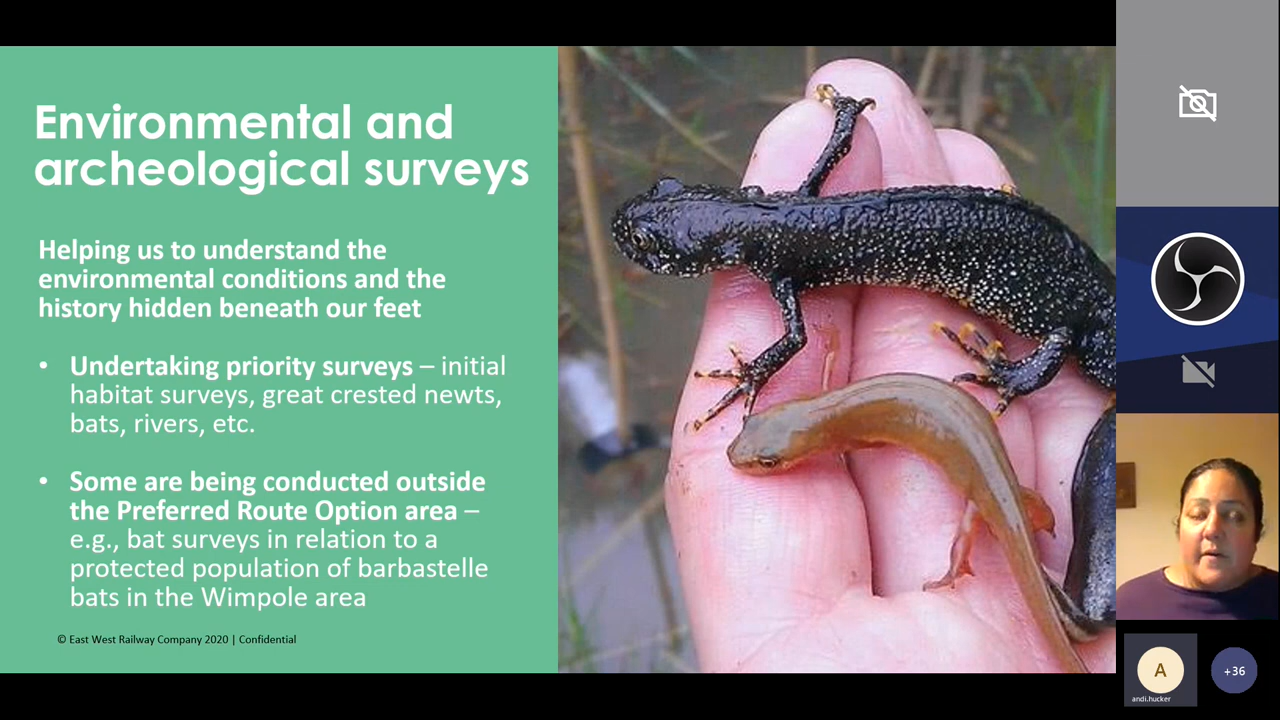 Environmental and
archeological surveys
Helping us to understand the
environmental conditions and the
history hidden beneath our feet
• Undertaking priority surveys – initial
habitat surveys, great crested newts,
bats, rivers, etc.
• Some are being conducted outside
the Preferred Route Option area –
e.g., bat surveys in relation to a
protected population of barbastelle
bats in the Wimpole area
© East West Railway Company 2020 | Confidential
A
andi.hucker
+36